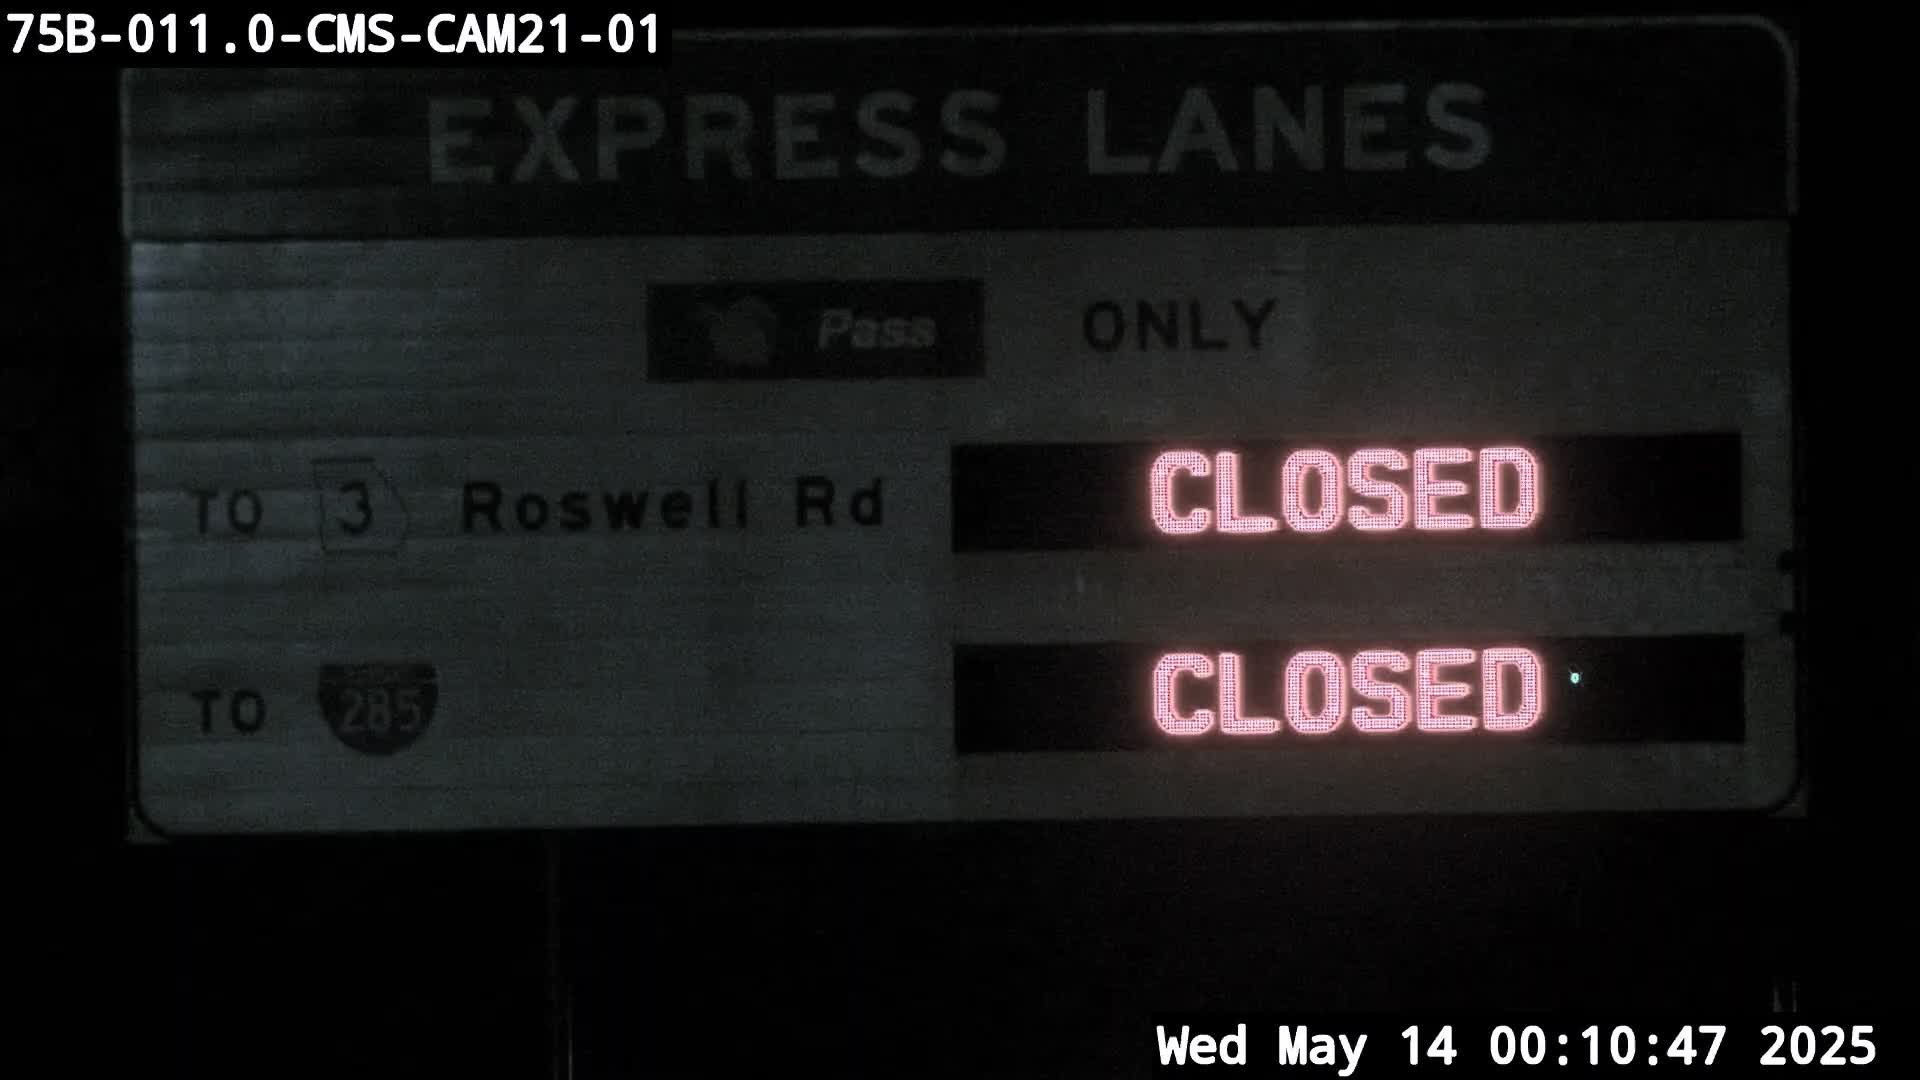 75B-011.0-CMS-CAM21-01
EXPRESS LANES
Pass ONLY
TO 3 Roswell Rd CLOSED
TO 285 CLOSED
Wed May 14 00:10:47 2025